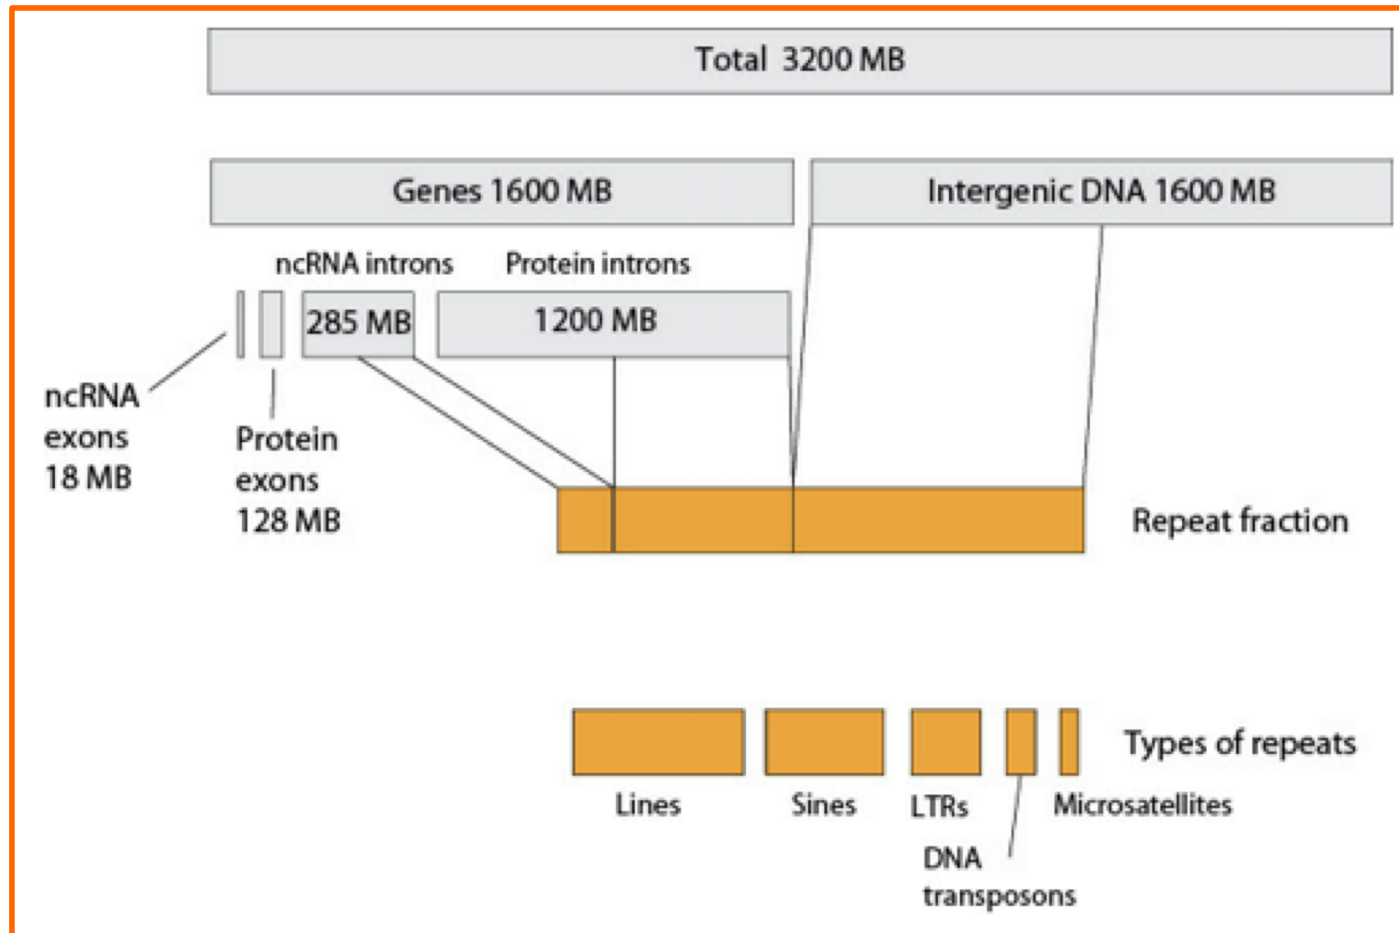 Total 3200 MB
Genes 1600 MB
Intergenic DNA 1600 MB
ncRNA introns
Protein introns
285 MB
1200 MB
ncRNA
exons
18 MB
Protein
exons
128 MB
Repeat fraction
Types of repeats
Lines
Sines
LTRs
Microsatellites
DNA
transposons